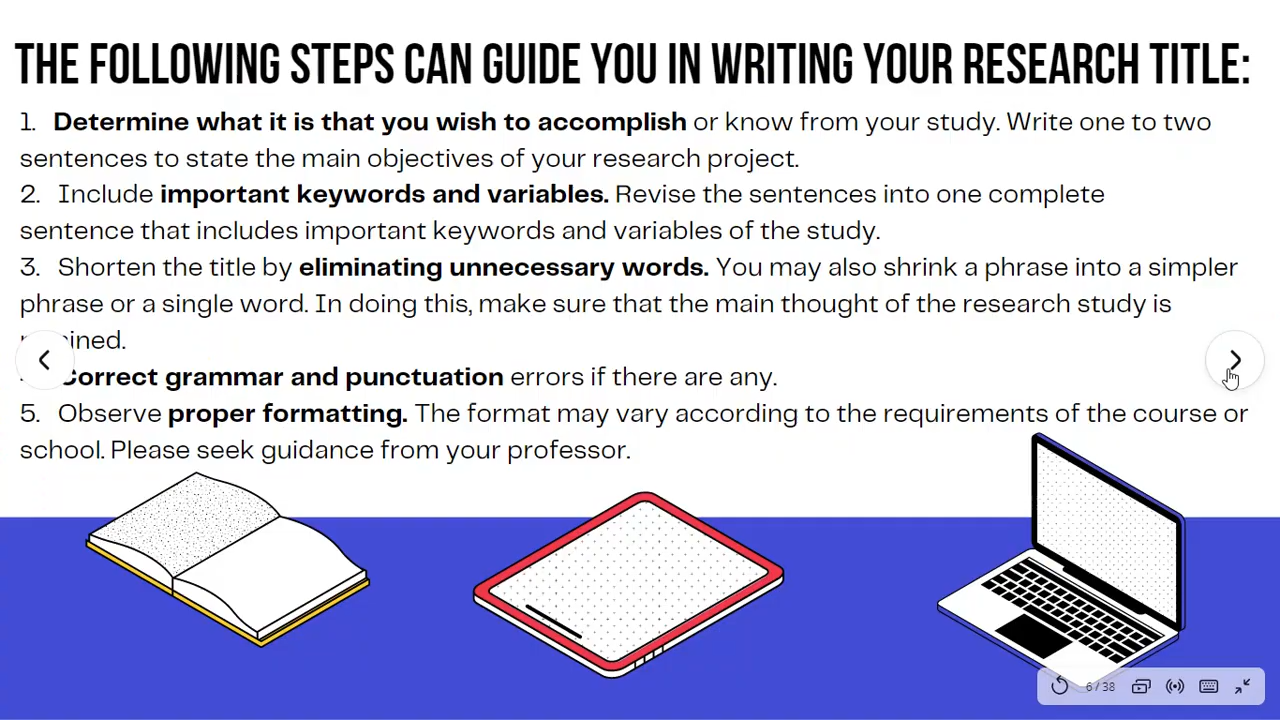 THE FOLLOWING STEPS CAN GUIDE YOU IN WRITING YOUR RESEARCH TITLE:
1. Determine what it is that you wish to accomplish or know from your study. Write one to two
sentences to state the main objectives of your research project.
2. Include important keywords and variables. Revise the sentences into one complete
sentence that includes important keywords and variables of the study.
3. Shorten the title by eliminating unnecessary words. You may also shrink a phrase into a simpler
phrase or a single word. In doing this, make sure that the main thought of the research study is
Correct grammar and punctuation errors if there are any.
5. Observe proper formatting. The format may vary according to the requirements of the course or
school. Please seek guidance from your professor.
6 / 38